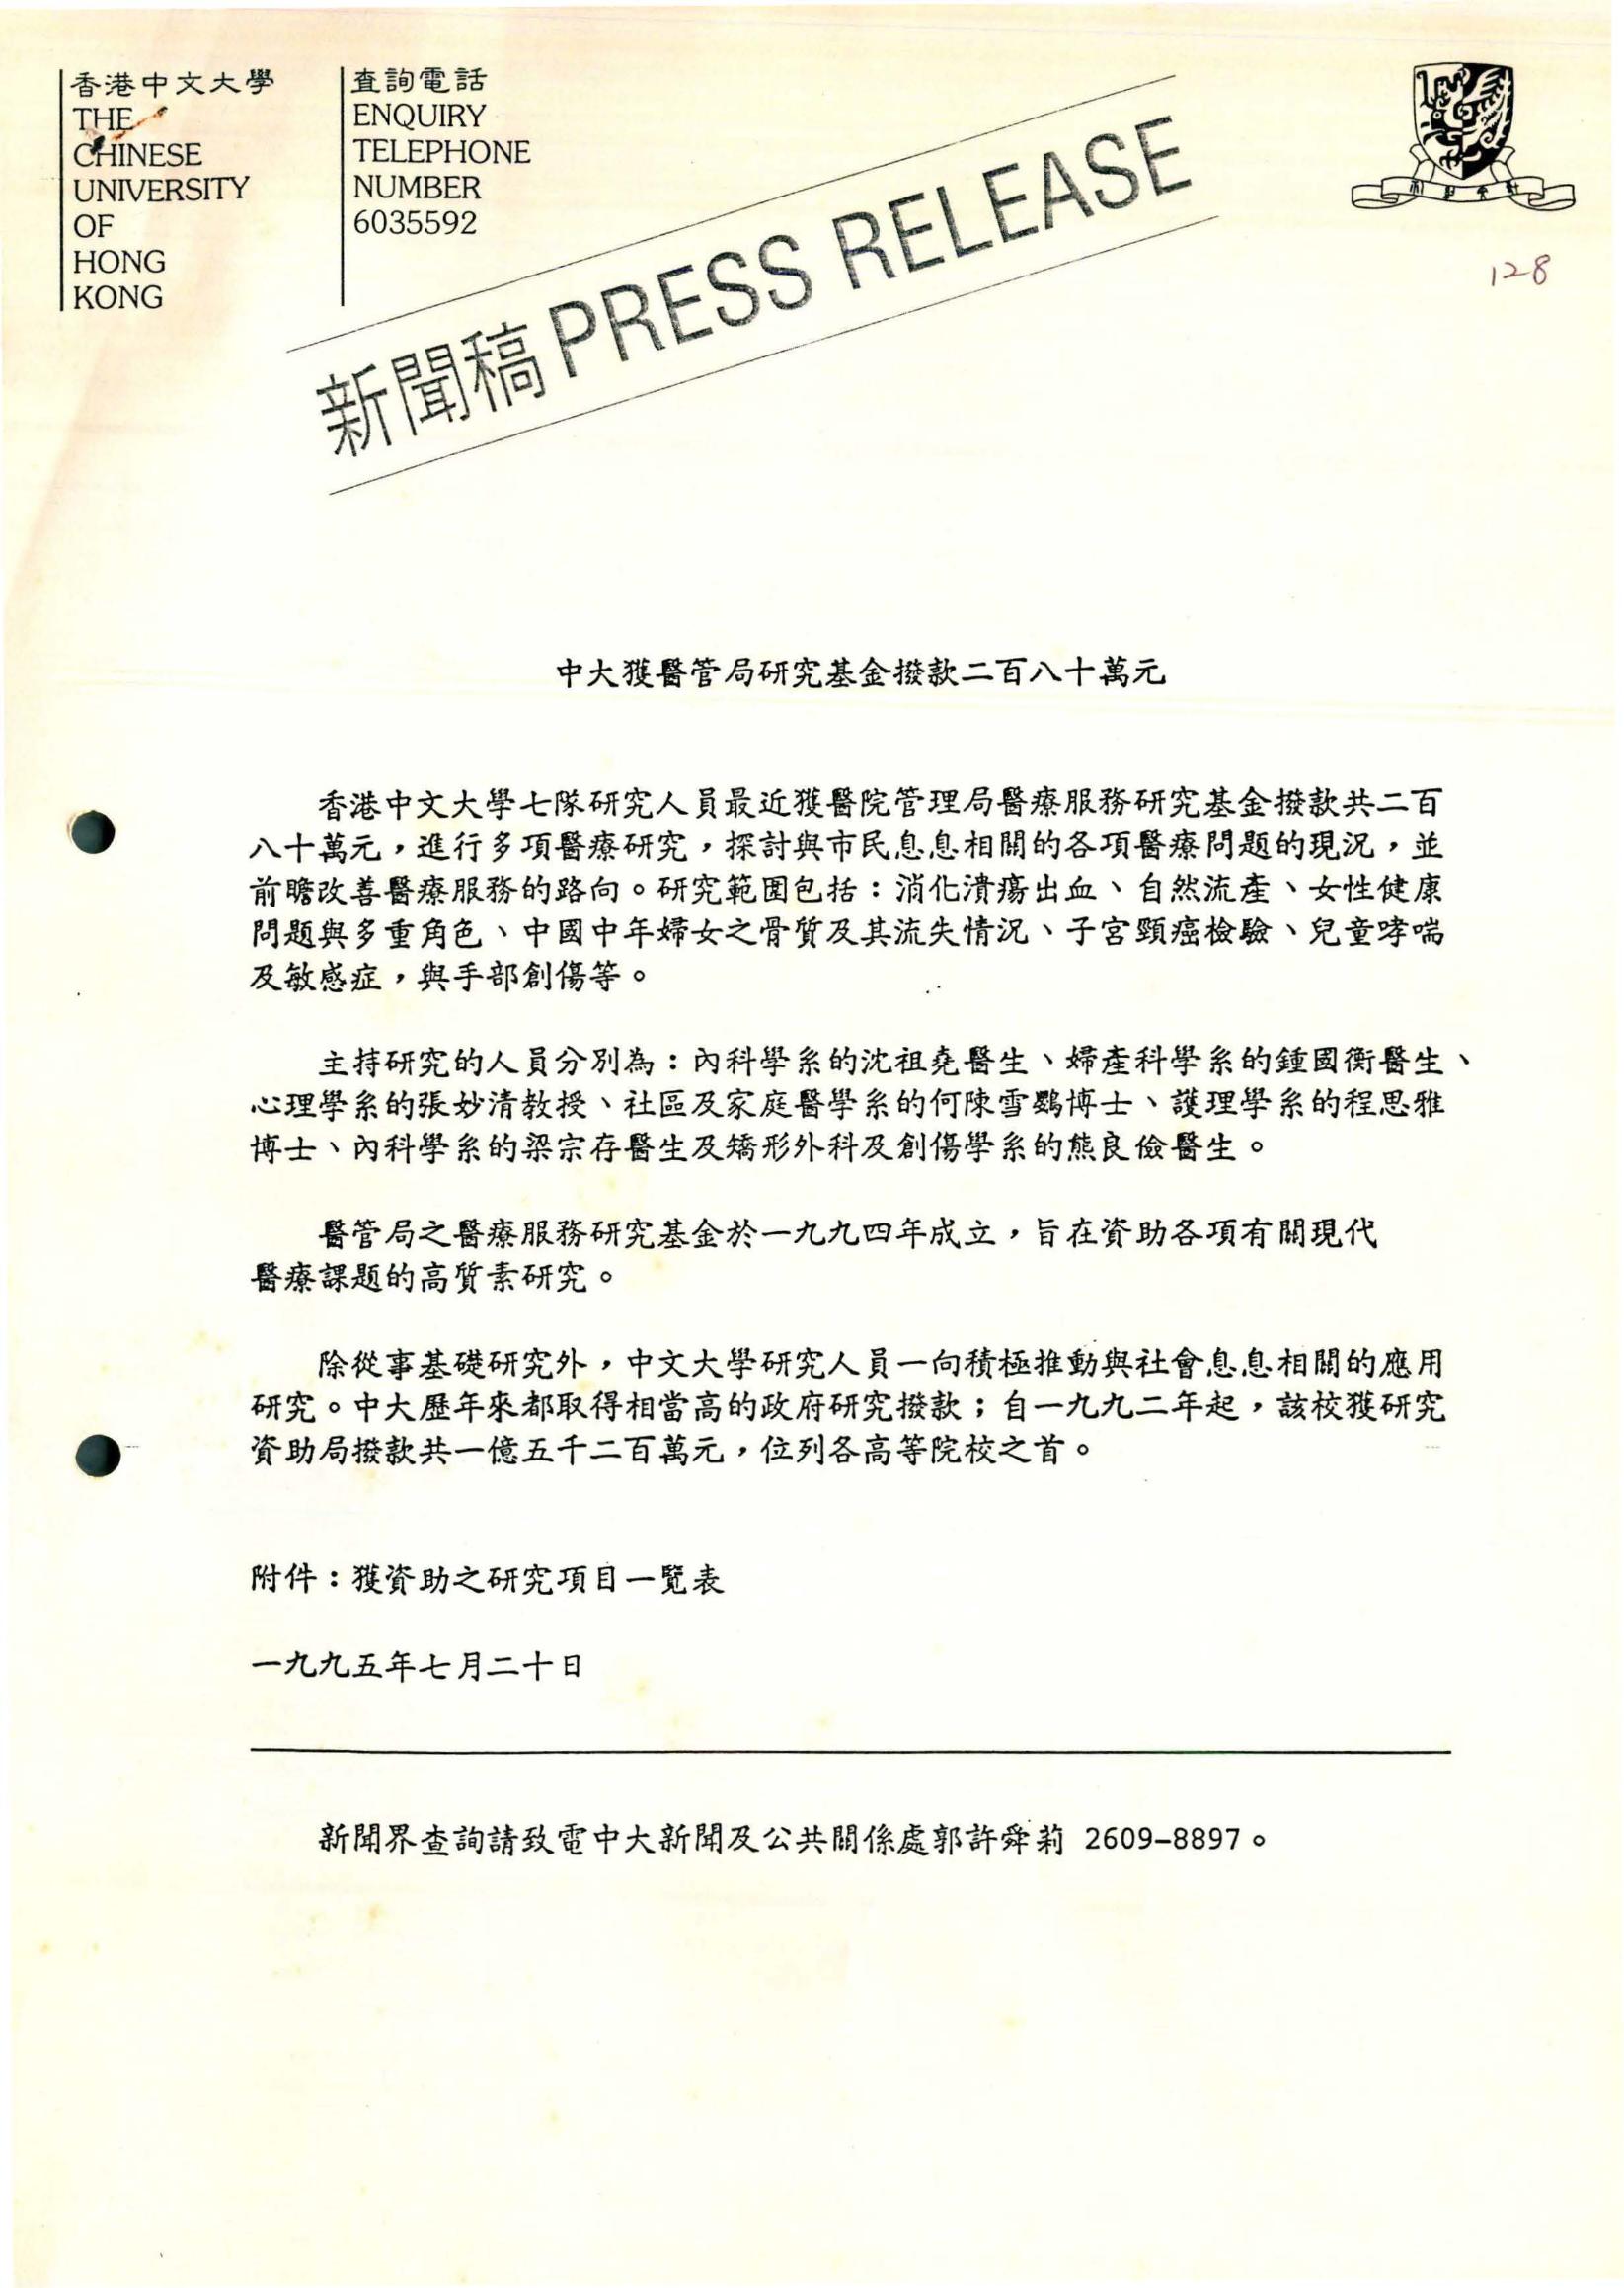 香港中文大學
THE
CHINESE
UNIVERSITY
OF
HONG
KONG
查詢電話
ENQUIRY
TELEPHONE
NUMBER
6035592
新聞稿 PRESS RELEASE
128
中大獲醫管局研究基金撥款二百八十萬元
香港中文大學七隊研究人員最近獲醫院管理局醫療服務研究基金撥款共二百
八十萬元，進行多項醫療研究，探討與市民息息相關的各項醫療問題的現況，並
前瞻改善醫療服務的路向。研究範圍包括：消化潰瘍出血、自然流產、女性健康
問題與多重角色、中國中年婦女之骨質及其流失情況、子宮頸癌檢驗、兒童哮喘
及敏感症，與手部創傷等。
主持研究的人員分別為：內科學系的沈祖堯醫生、婦產科學系的鍾國衡醫生、
心理學系的張妙清教授、社區及家庭醫學系的何陳雪鸚博士、護理學系的程思雅
博士、內科學系的梁宗存醫生及矯形外科及創傷學系的熊良儉醫生。
醫管局之醫療服務研究基金於一九九四年成立，旨在資助各項有關現代
醫療課題的高質素研究。
除從事基礎研究外，中文大學研究人員一向積極推動與社會息息相關的應用
研究。中大歷年來都取得相當高的政府研究撥款；自一九九二年起，該校獲研究
資助局撥款共一億五千二百萬元，位列各高等院校之首。
附件：獲資助之研究項目一覽表
一九九五年七月二十日
新聞界查詢請致電中大新聞及公共關係處郭許舜莉 2609-8897。